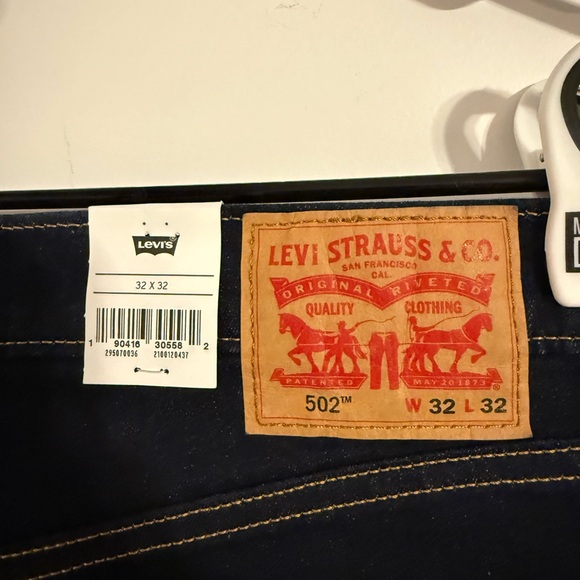 Levi's
32 X 32
1 90416 30558 2
295070036 2100120437
LEVI STRAUSS & CO.
SAN FRANCISCO
CAL.
ORIGINAL RIVETED
QUALITY CLOTHING
PATENTED MAY 20 1873
502™ W 32 L 32